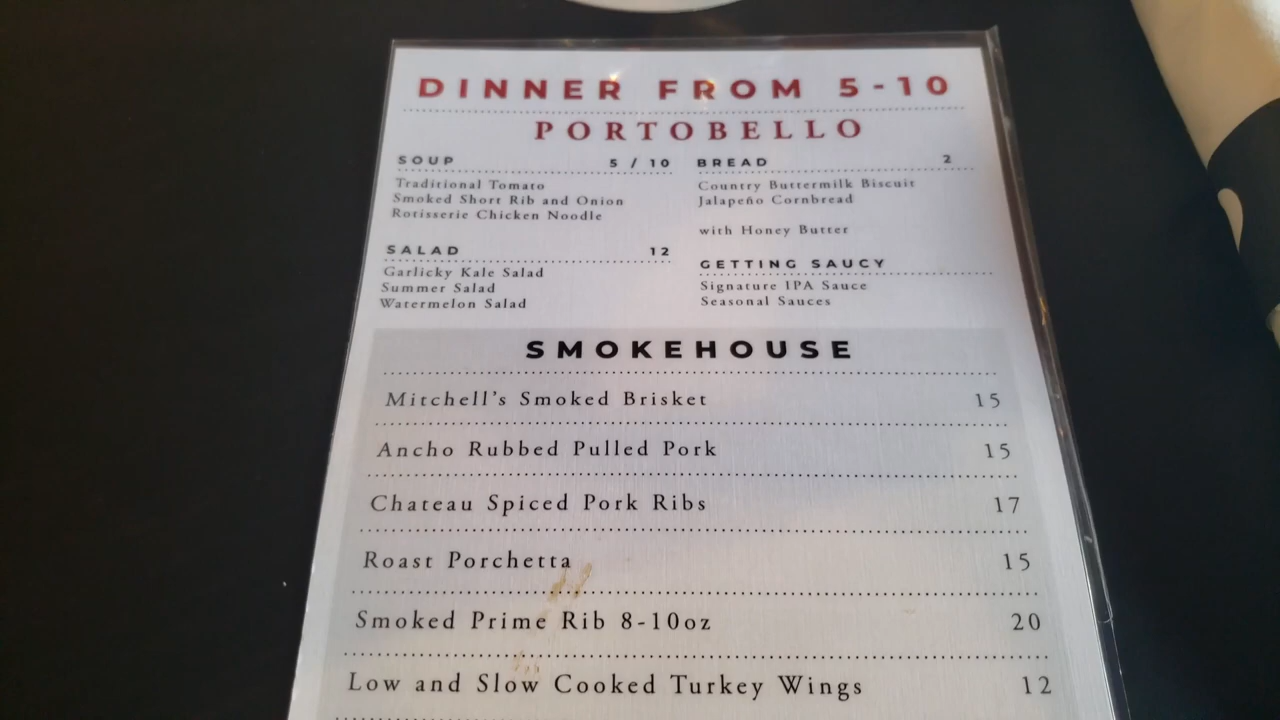 DINNER FROM 5-10
PORTOBELLO
SOUP 5 / 10
Traditional Tomato
Smoked Short Rib and Onion
Rotisserie Chicken Noodle
SALAD 12
Garlicky Kale Salad
Summer Salad
Watermelon Salad
BREAD 2
Country Buttermilk Biscuit
Jalapeño Cornbread
with Honey Butter
GETTING SAUCY
Signature IPA Sauce
Seasonal Sauces
SMOKEHOUSE
Mitchell's Smoked Brisket 15
Ancho Rubbed Pulled Pork 15
Chateau Spiced Pork Ribs 17
Roast Porchetta 15
Smoked Prime Rib 8-10oz 20
Low and Slow Cooked Turkey Wings 12